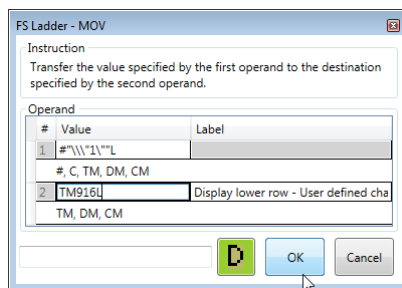 FS Ladder - MOV
Instruction
Transfer the value specified by the first operand to the destination
specified by the second operand.
Operand
# Value Label
1 #"\\\"1\""L
#, C, TM, DM, CM
2 TM916L Display lower row - User defined cha
TM, DM, CM
D OK Cancel